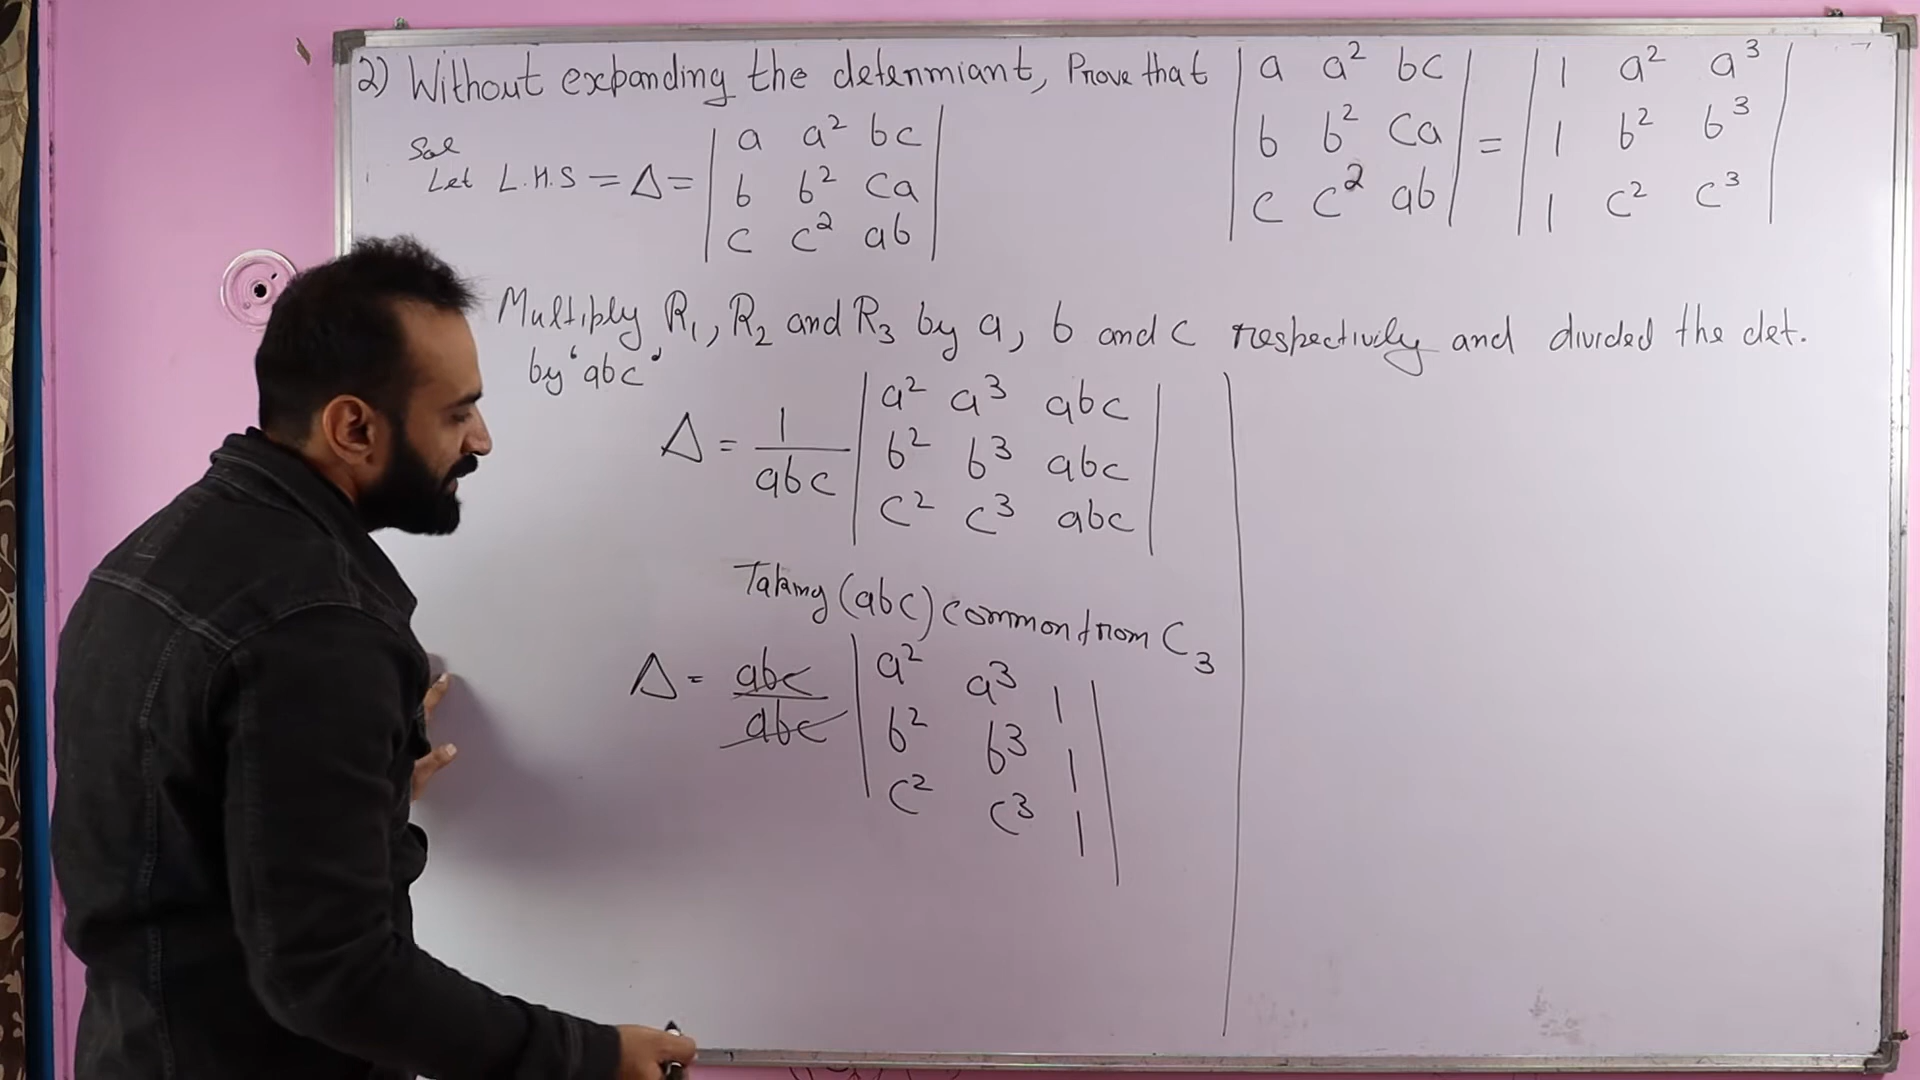 2) Without expanding the detenmiant, Prove that | a a² bc | = | 1 a² a³ |
| b b² ca | = | 1 b² b³ |
| c c² ab | | 1 c² c³ |
Sol
Let L.H.S = Δ = | a a² bc |
| b b² ca |
| c c² ab |
Multiply R₁, R₂ and R₃ by a, b and c respectively and divided the det.
by 'abc'
Δ = 1/abc | a² a³ abc |
| b² b³ abc |
| c² c³ abc |
Taking (abc) common from C₃
Δ = abc/abc | a² a³ 1 |
| b² b³ 1 |
| c² c³ 1 |